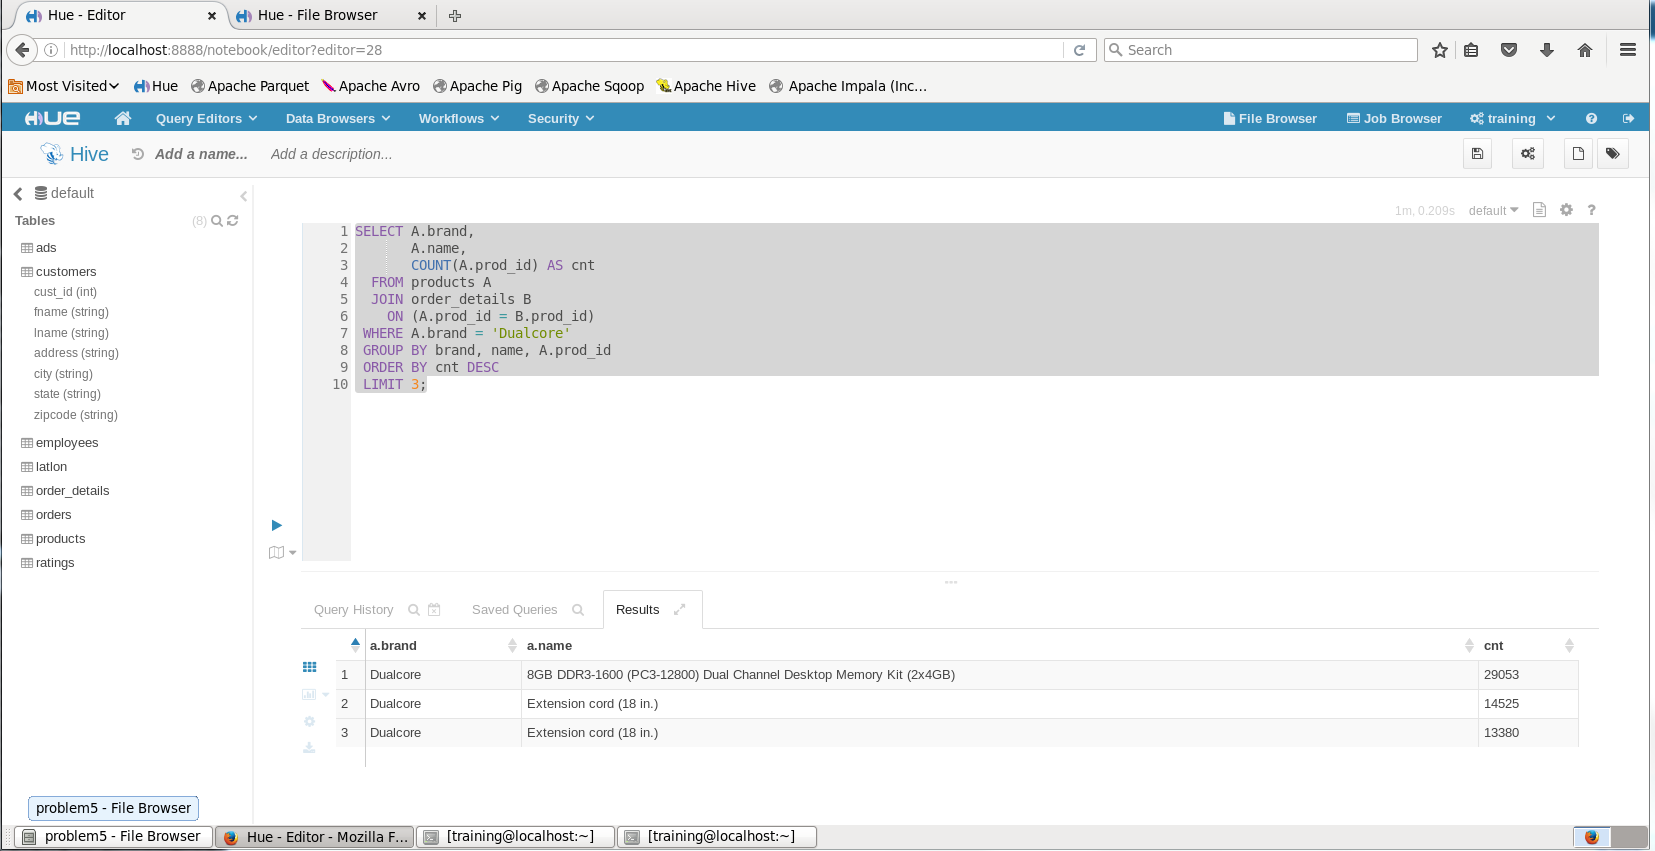 Hue - Editor
Hue - File Browser
http://localhost:8888/notebook/editor?editor=28
Search
Most Visited
Hue
Apache Parquet
Apache Avro
Apache Pig
Apache Sqoop
Apache Hive
Apache Impala (Inc...
HUE
Query Editors
Data Browsers
Workflows
Security
File Browser
Job Browser
training
?
Hive
Add a name...
Add a description...
default
Tables
(8)
ads
customers
cust_id (int)
fname (string)
lname (string)
address (string)
city (string)
state (string)
zipcode (string)
employees
latlon
order_details
orders
products
ratings
1m, 0.209s default ?
1 SELECT A.brand,
2 A.name,
3 COUNT(A.prod_id) AS cnt
4 FROM products A
5 JOIN order_details B
6 ON (A.prod_id = B.prod_id)
7 WHERE A.brand = 'Dualcore'
8 GROUP BY brand, name, A.prod_id
9 ORDER BY cnt DESC
10 LIMIT 3;
Query History
Saved Queries
Results
a.brand a.name cnt
1 Dualcore 8GB DDR3-1600 (PC3-12800) Dual Channel Desktop Memory Kit (2x4GB) 29053
2 Dualcore Extension cord (18 in.) 14525
3 Dualcore Extension cord (18 in.) 13380
problem5 - File Browser
problem5 - File Browser
Hue - Editor - Mozilla F...
[training@localhost:~]
[training@localhost:~]